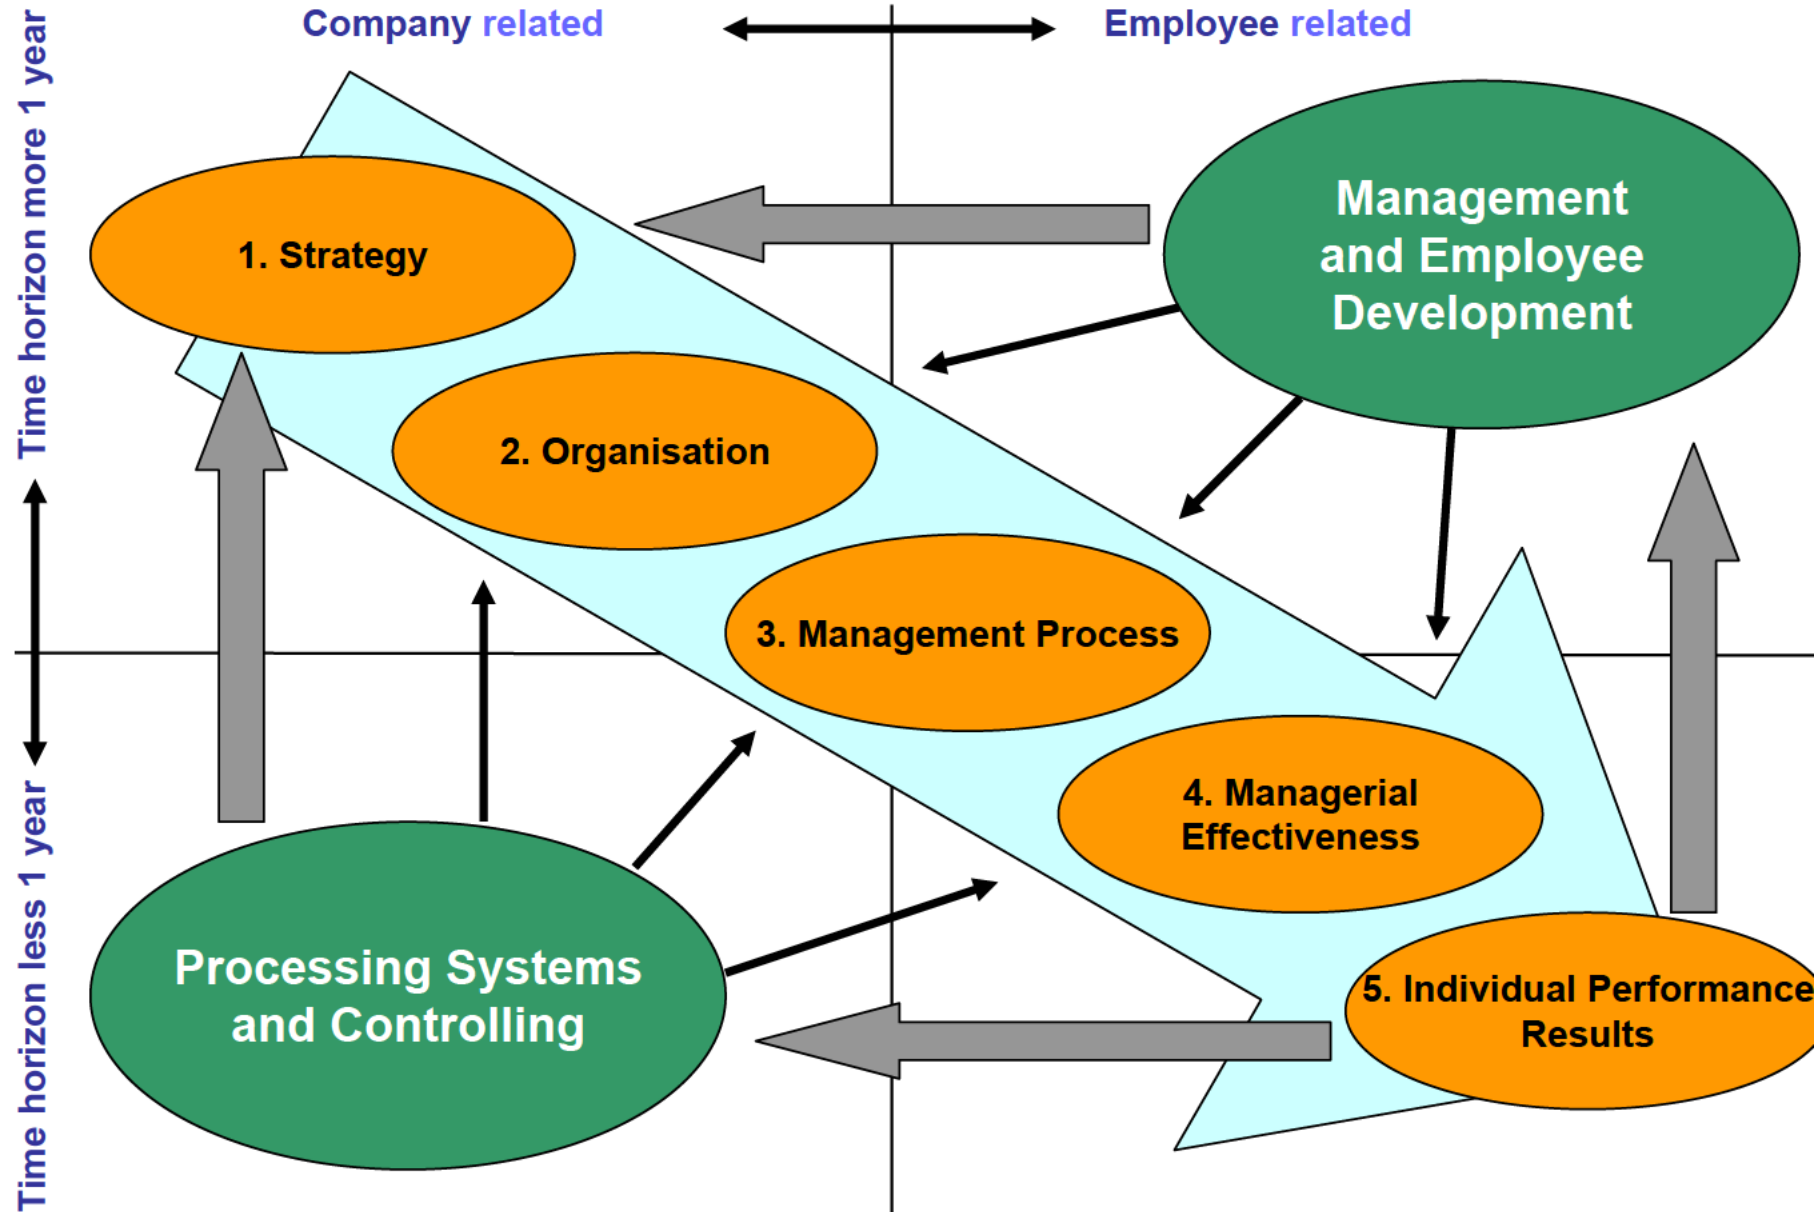 Company related
Employee related
Time horizon more 1 year
Management
and Employee
Development
1. Strategy
2. Organisation
3. Management Process
4. Managerial
Effectiveness
Time horizon less 1 year
Processing Systems
and Controlling
5. Individual Performance
Results